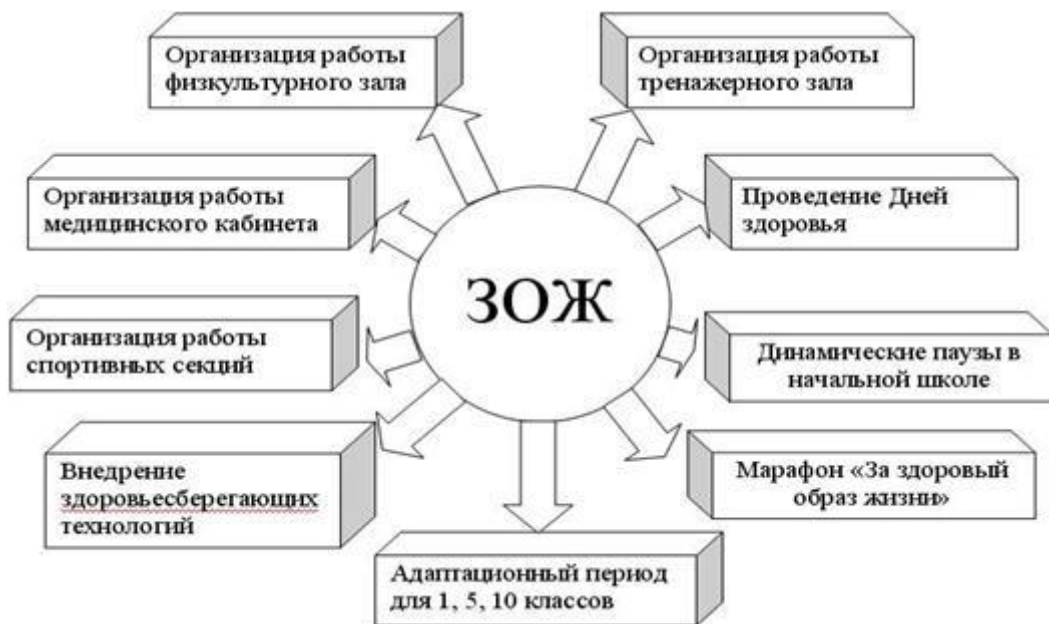 Организация работы
физкультурного зала
Организация работы
тренажерного зала
Организация работы
медицинского кабинета
Проведение Дней
здоровья
ЗОЖ
Организация работы
спортивных секций
Динамические паузы в
начальной школе
Внедрение
здоровьесберегающих
технологий
Марафон «За здоровый
образ жизни»
Адаптационный период
для 1, 5, 10 классов